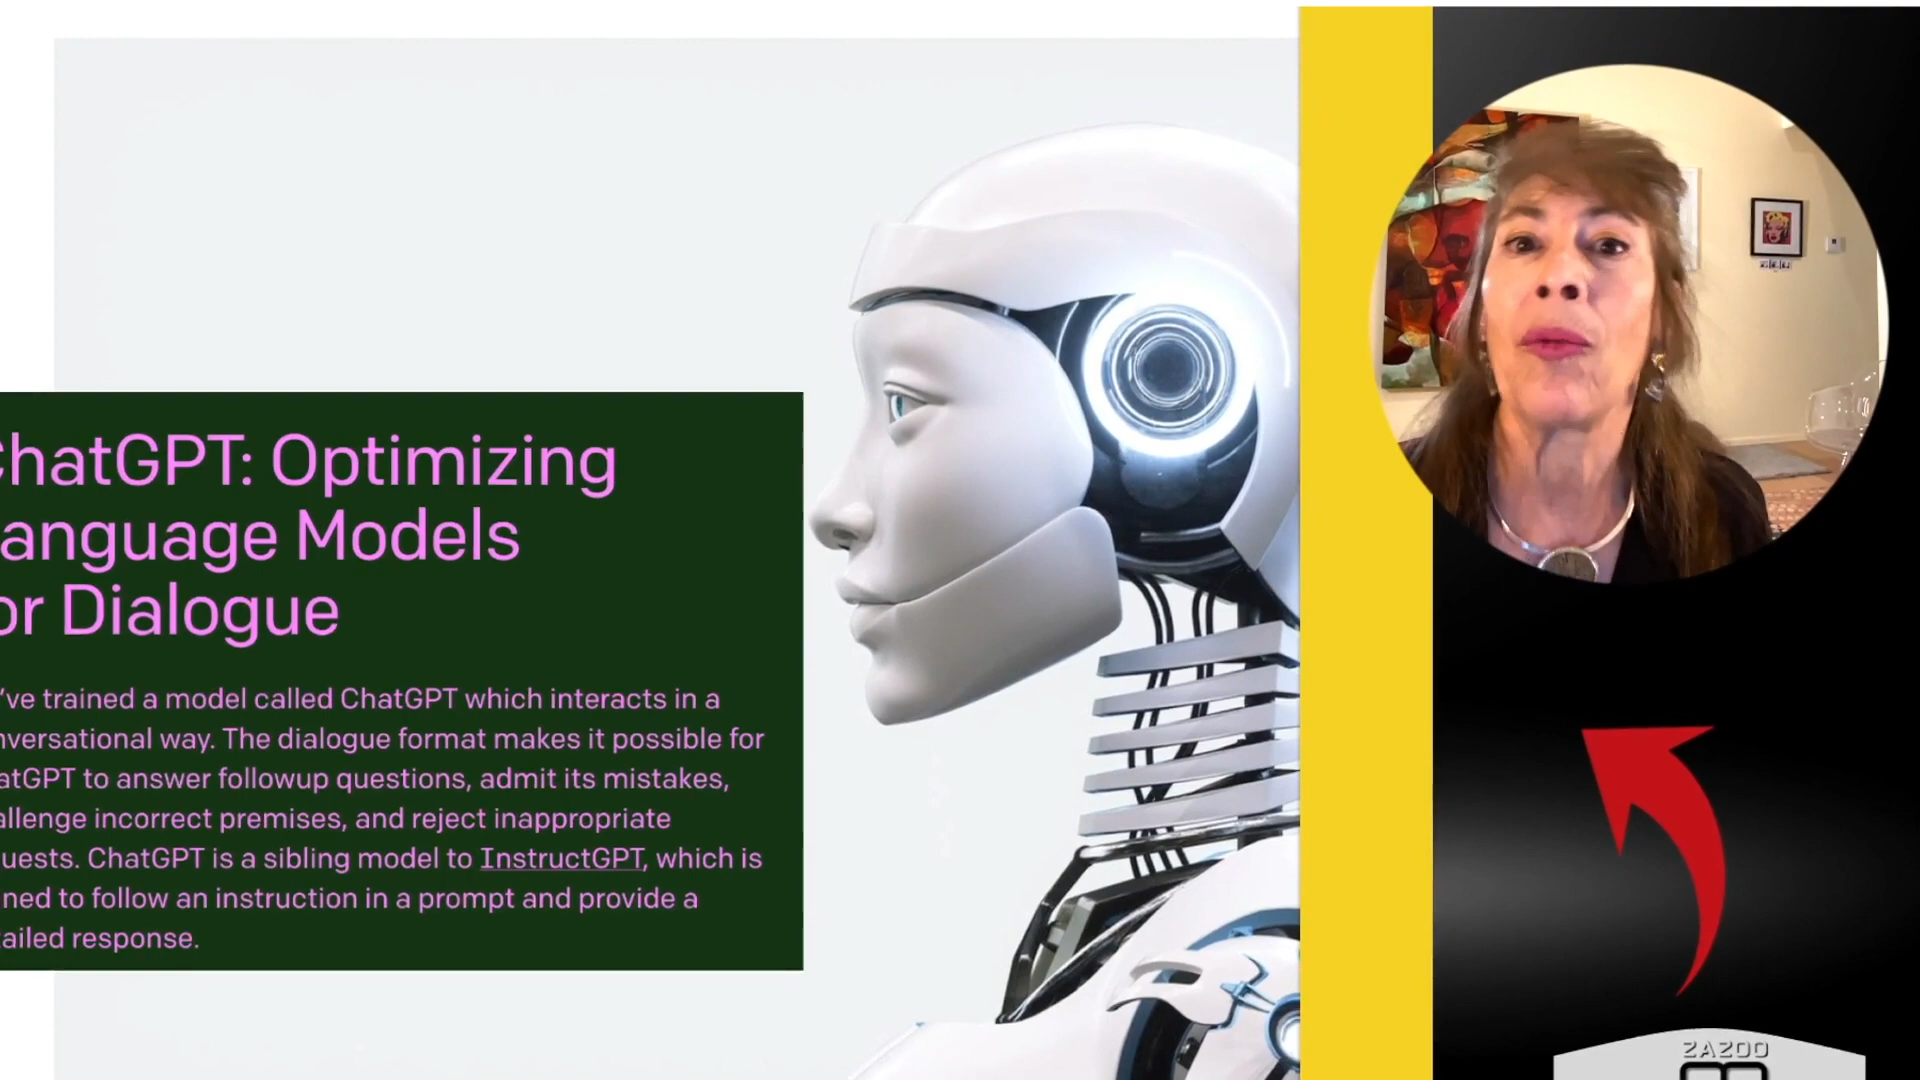 ChatGPT: Optimizing
anguage Models
or Dialogue
've trained a model called ChatGPT which interacts in a
nversational way. The dialogue format makes it possible for
atGPT to answer followup questions, admit its mistakes,
allenge incorrect premises, and reject inappropriate
uests. ChatGPT is a sibling model to InstructGPT, which is
ned to follow an instruction in a prompt and provide a
ailed response.
ZAZOO